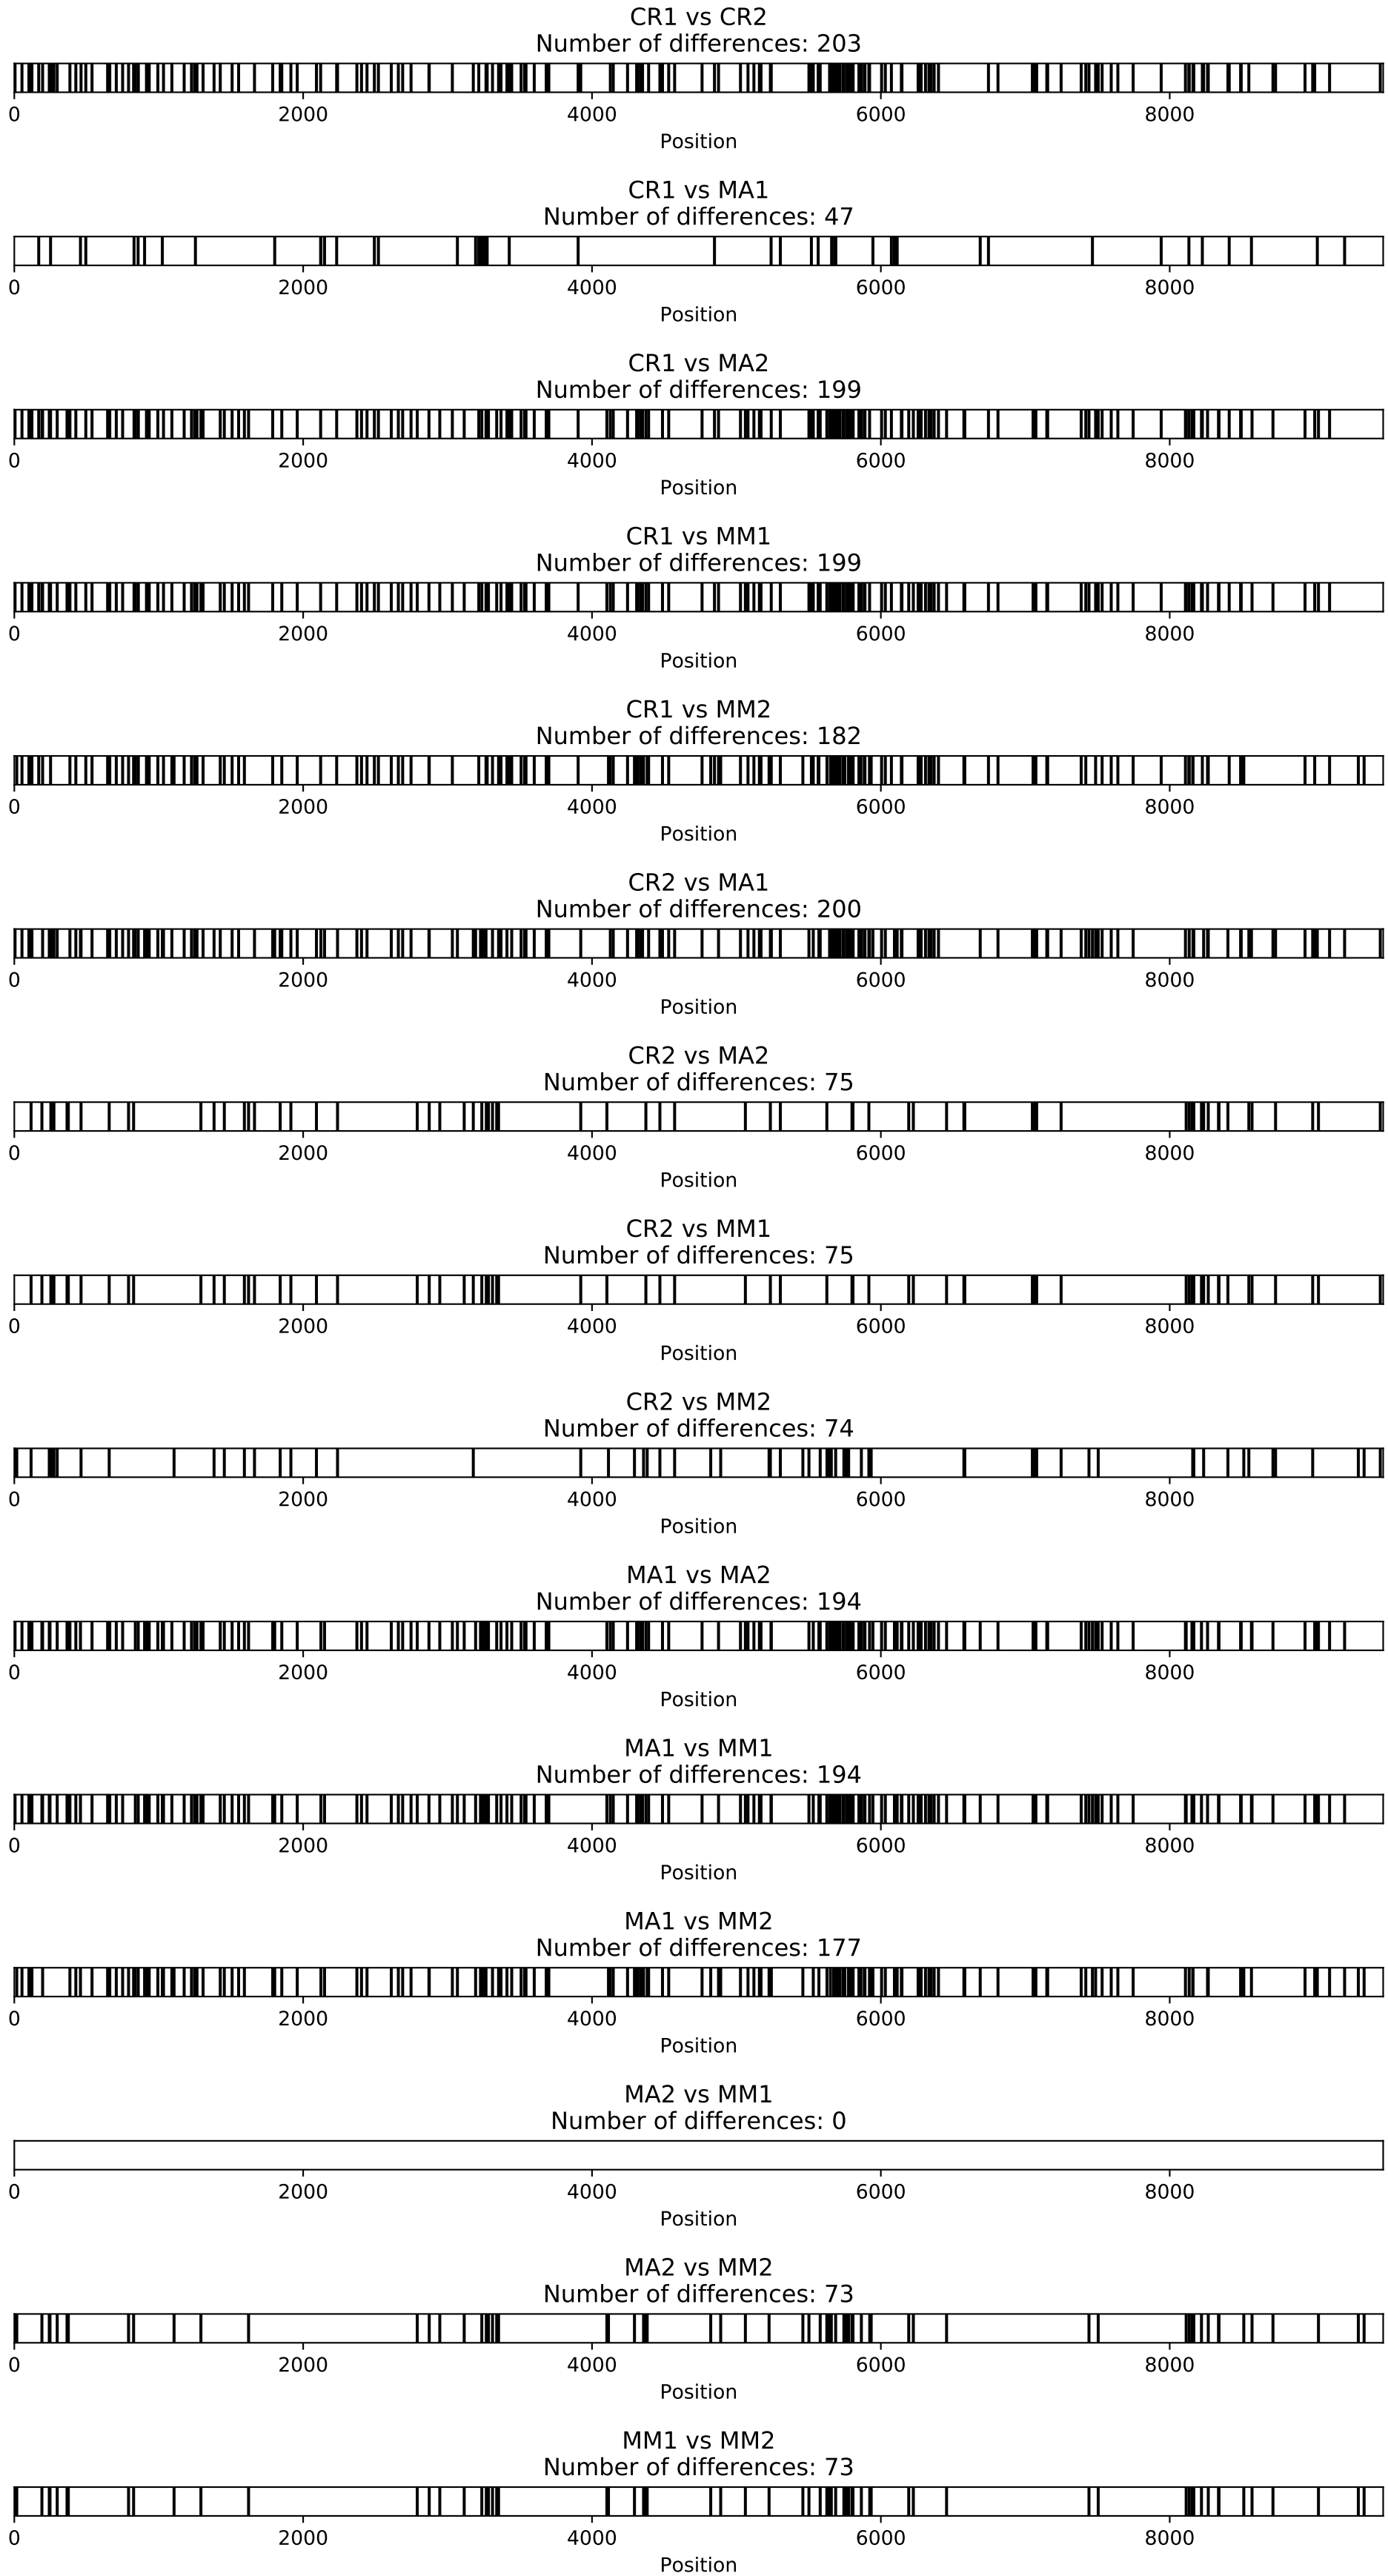 CR1 vs CR2
Number of differences: 203
0 2000 4000 6000 8000
Position
CR1 vs MA1
Number of differences: 47
0 2000 4000 6000 8000
Position
CR1 vs MA2
Number of differences: 199
0 2000 4000 6000 8000
Position
CR1 vs MM1
Number of differences: 199
0 2000 4000 6000 8000
Position
CR1 vs MM2
Number of differences: 182
0 2000 4000 6000 8000
Position
CR2 vs MA1
Number of differences: 200
0 2000 4000 6000 8000
Position
CR2 vs MA2
Number of differences: 75
0 2000 4000 6000 8000
Position
CR2 vs MM1
Number of differences: 75
0 2000 4000 6000 8000
Position
CR2 vs MM2
Number of differences: 74
0 2000 4000 6000 8000
Position
MA1 vs MA2
Number of differences: 194
0 2000 4000 6000 8000
Position
MA1 vs MM1
Number of differences: 194
0 2000 4000 6000 8000
Position
MA1 vs MM2
Number of differences: 177
0 2000 4000 6000 8000
Position
MA2 vs MM1
Number of differences: 0
0 2000 4000 6000 8000
Position
MA2 vs MM2
Number of differences: 73
0 2000 4000 6000 8000
Position
MM1 vs MM2
Number of differences: 73
0 2000 4000 6000 8000
Position